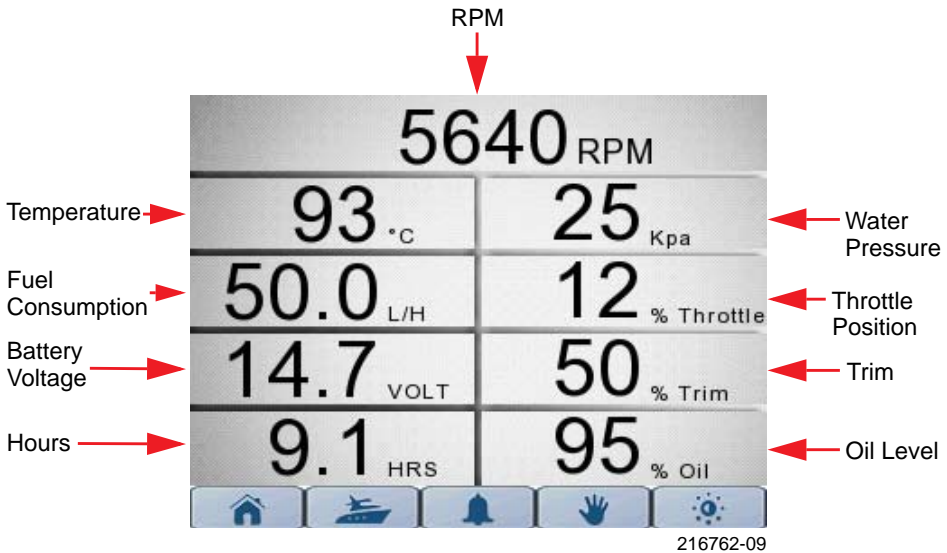 RPM
5640 RPM
Temperature
93 °C
25 Kpa
Water
Pressure
Fuel
Consumption
50.0 L/H
12 % Throttle
Throttle
Position
Battery
Voltage
14.7 VOLT
50 % Trim
Trim
Hours
9.1 HRS
95 % Oil
Oil Level
216762-09